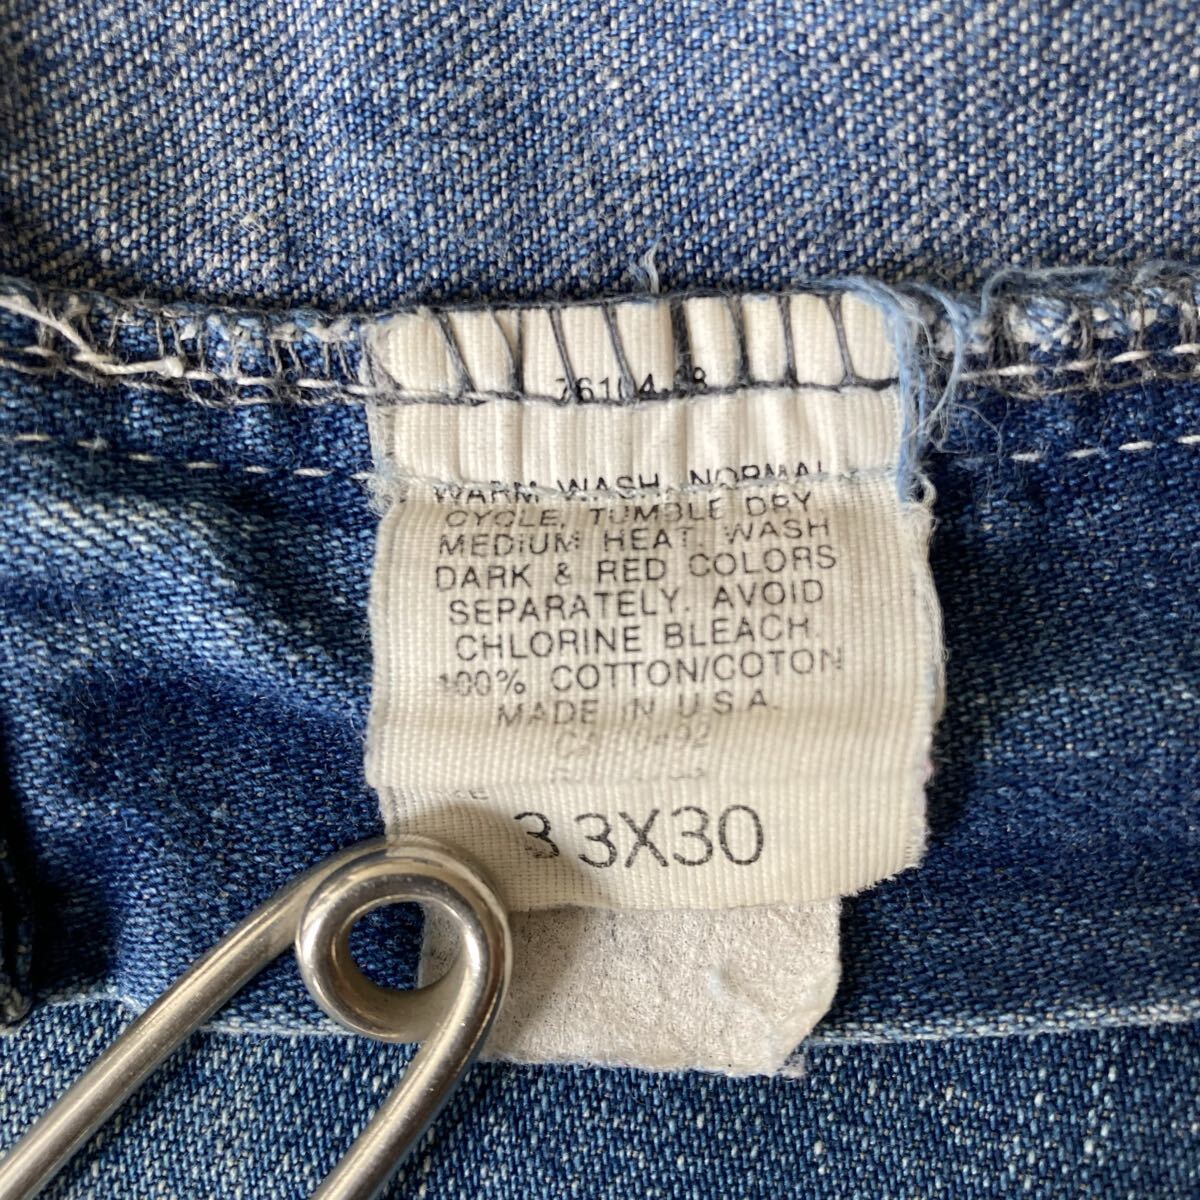 WARM WASH, NORMAL
CYCLE, TUMBLE DRY
MEDIUM HEAT. WASH
DARK & RED COLORS
SEPARATELY. AVOID
CHLORINE BLEACH.
100% COTTON/COTON
MADE IN U.S.A.
33X30